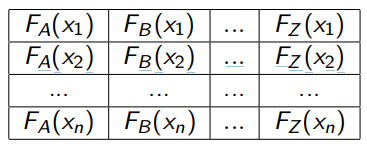 F_A(x_1) F_B(x_1) ... F_Z(x_1)
F_A(x_2) F_B(x_2) ... F_Z(x_2)
... ... ... ...
F_A(x_n) F_B(x_n) ... F_Z(x_n)